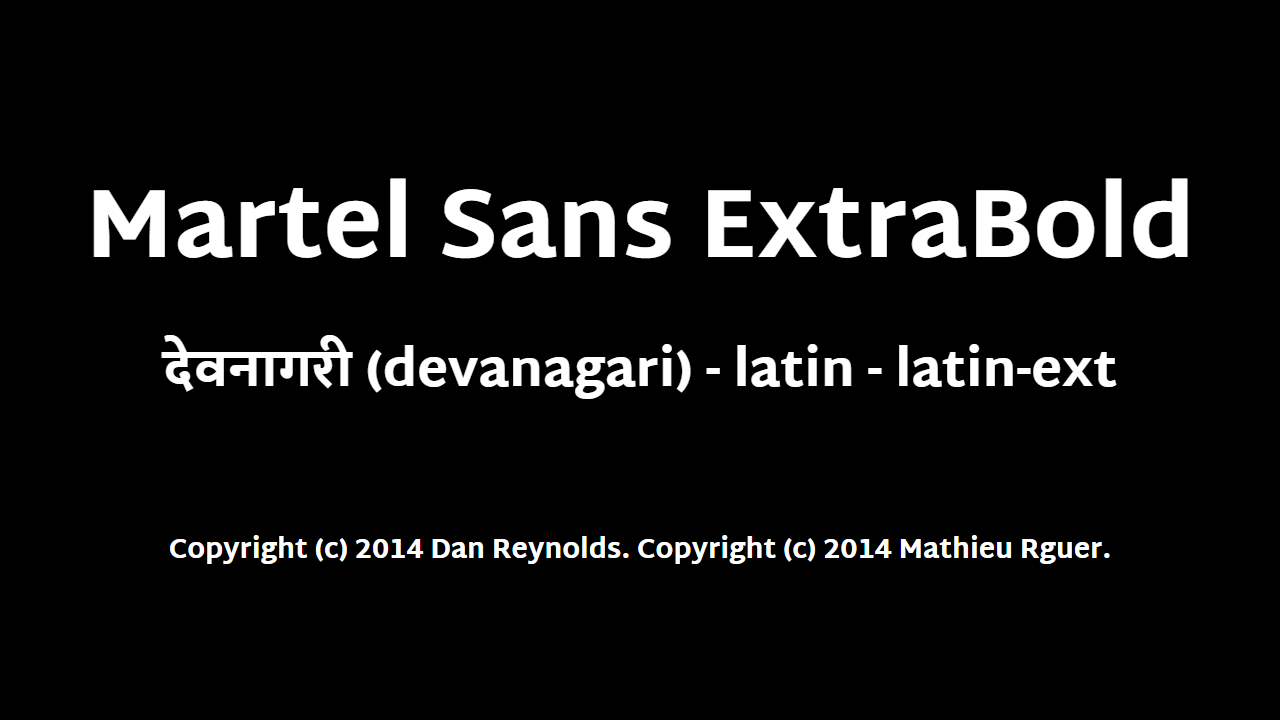 Martel Sans ExtraBold
देवनागरी (devanagari) - latin - latin-ext
Copyright (c) 2014 Dan Reynolds. Copyright (c) 2014 Mathieu Rguer.